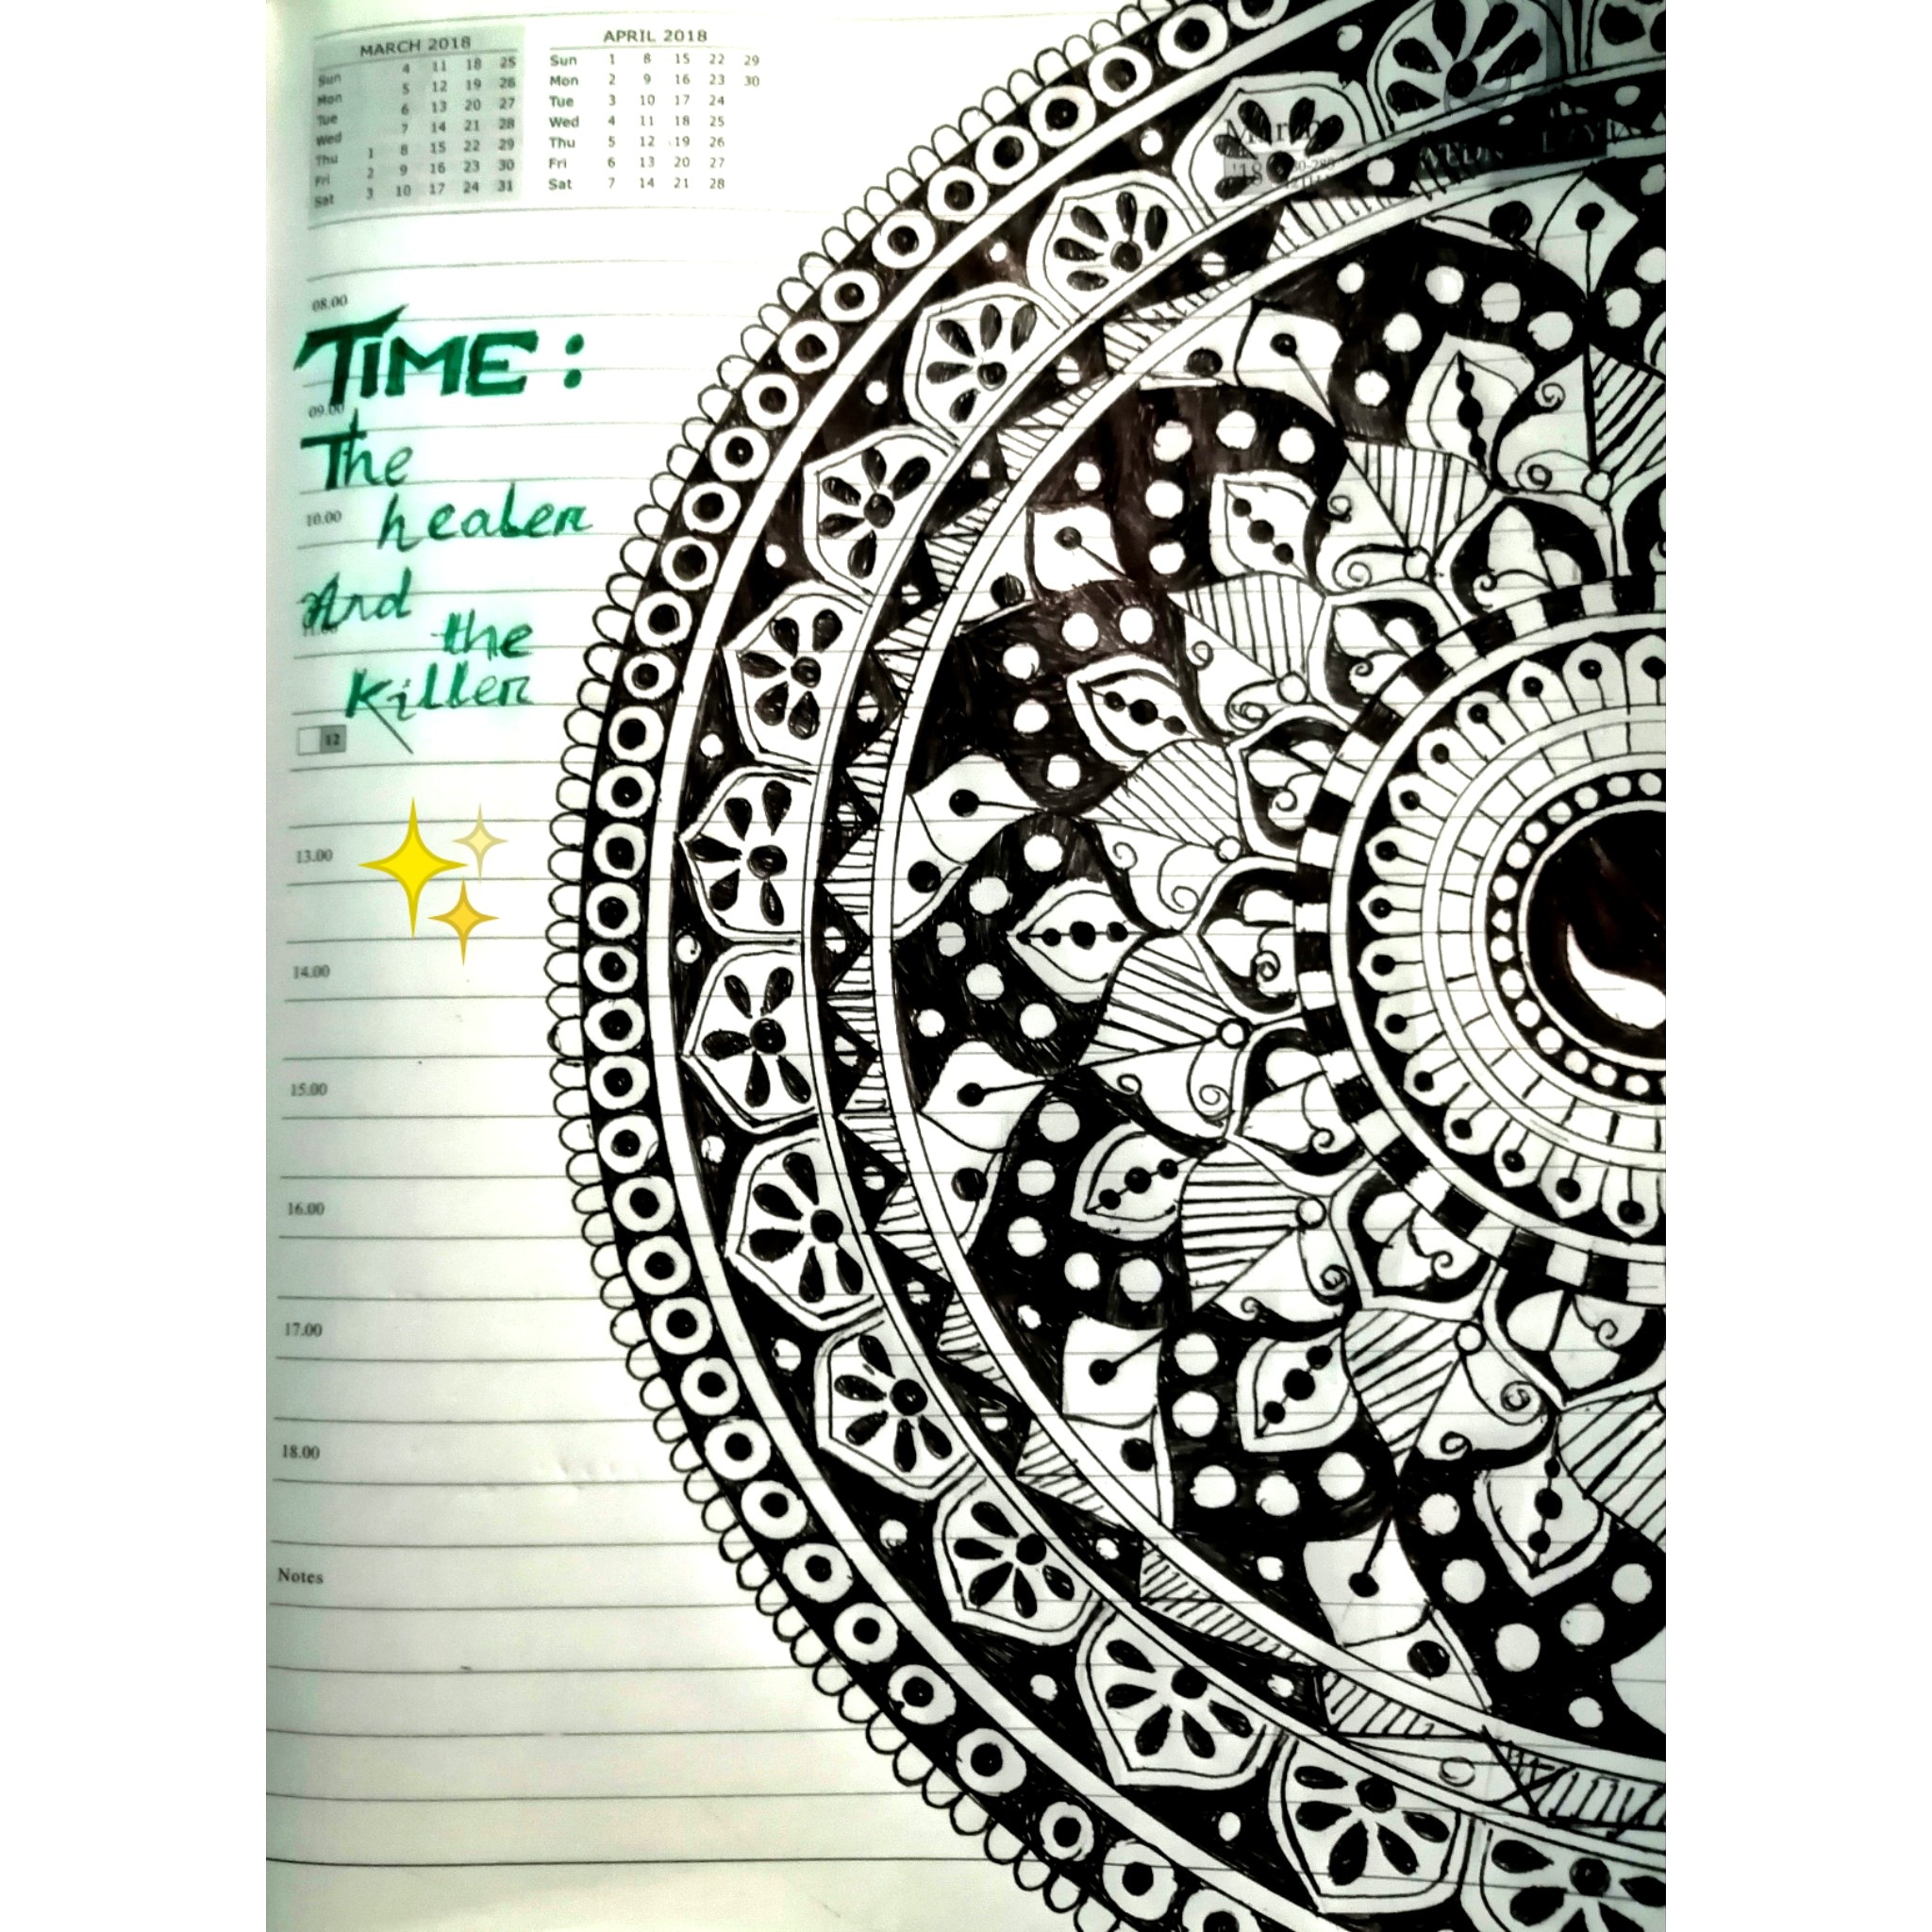 MARCH 2018
Sun 4 11 18 25
Mon 5 12 19 26
Tue 6 13 20 27
Wed 7 14 21 28
Thu 1 8 15 22 29
Fri 2 9 16 23 30
Sat 3 10 17 24 31
APRIL 2018
Sun 1 8 15 22 29
Mon 2 9 16 23 30
Tue 3 10 17 24
Wed 4 11 18 25
Thu 5 12 19 26
Fri 6 13 20 27
Sat 7 14 21 28
March
'18
WEDNESDAY
08.00
TIME:
09.00
The
10.00 healer
And
11.00
the
killer
12
13.00
14.00
15.00
16.00
17.00
18.00
Notes